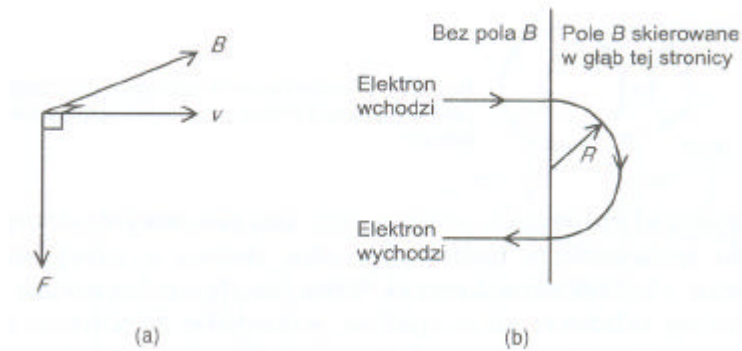 B
v
F
(a)
Bez pola B
Pole B skierowane
w głąb tej stronicy
Elektron
wchodzi
R
Elektron
wychodzi
(b)